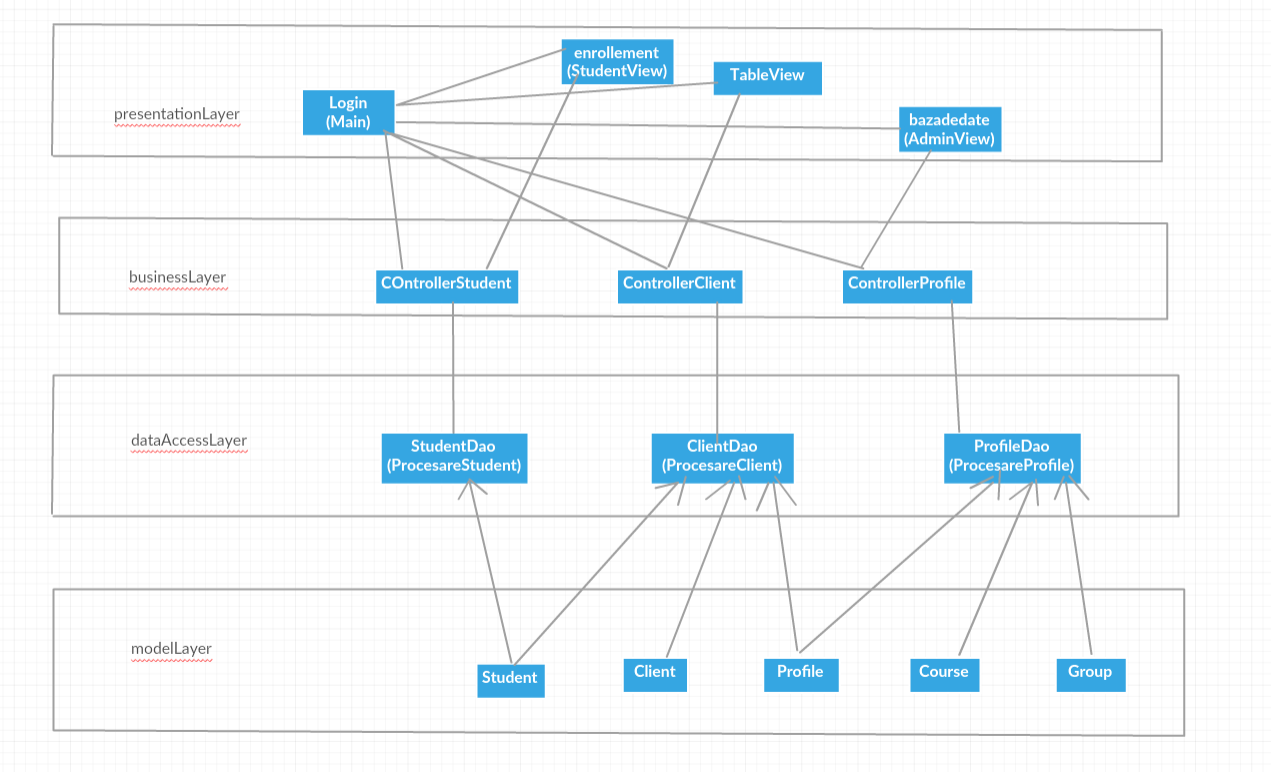 enrollement
(StudentView)
TableView
Login
(Main)
presentationLayer
bazadedate
(AdminView)
businessLayer
COntrollerStudent
ControllerClient
ControllerProfile
dataAccessLayer
StudentDao
(ProcesareStudent)
ClientDao
(ProcesareClient)
ProfileDao
(ProcesareProfile)
modelLayer
Student
Client
Profile
Course
Group